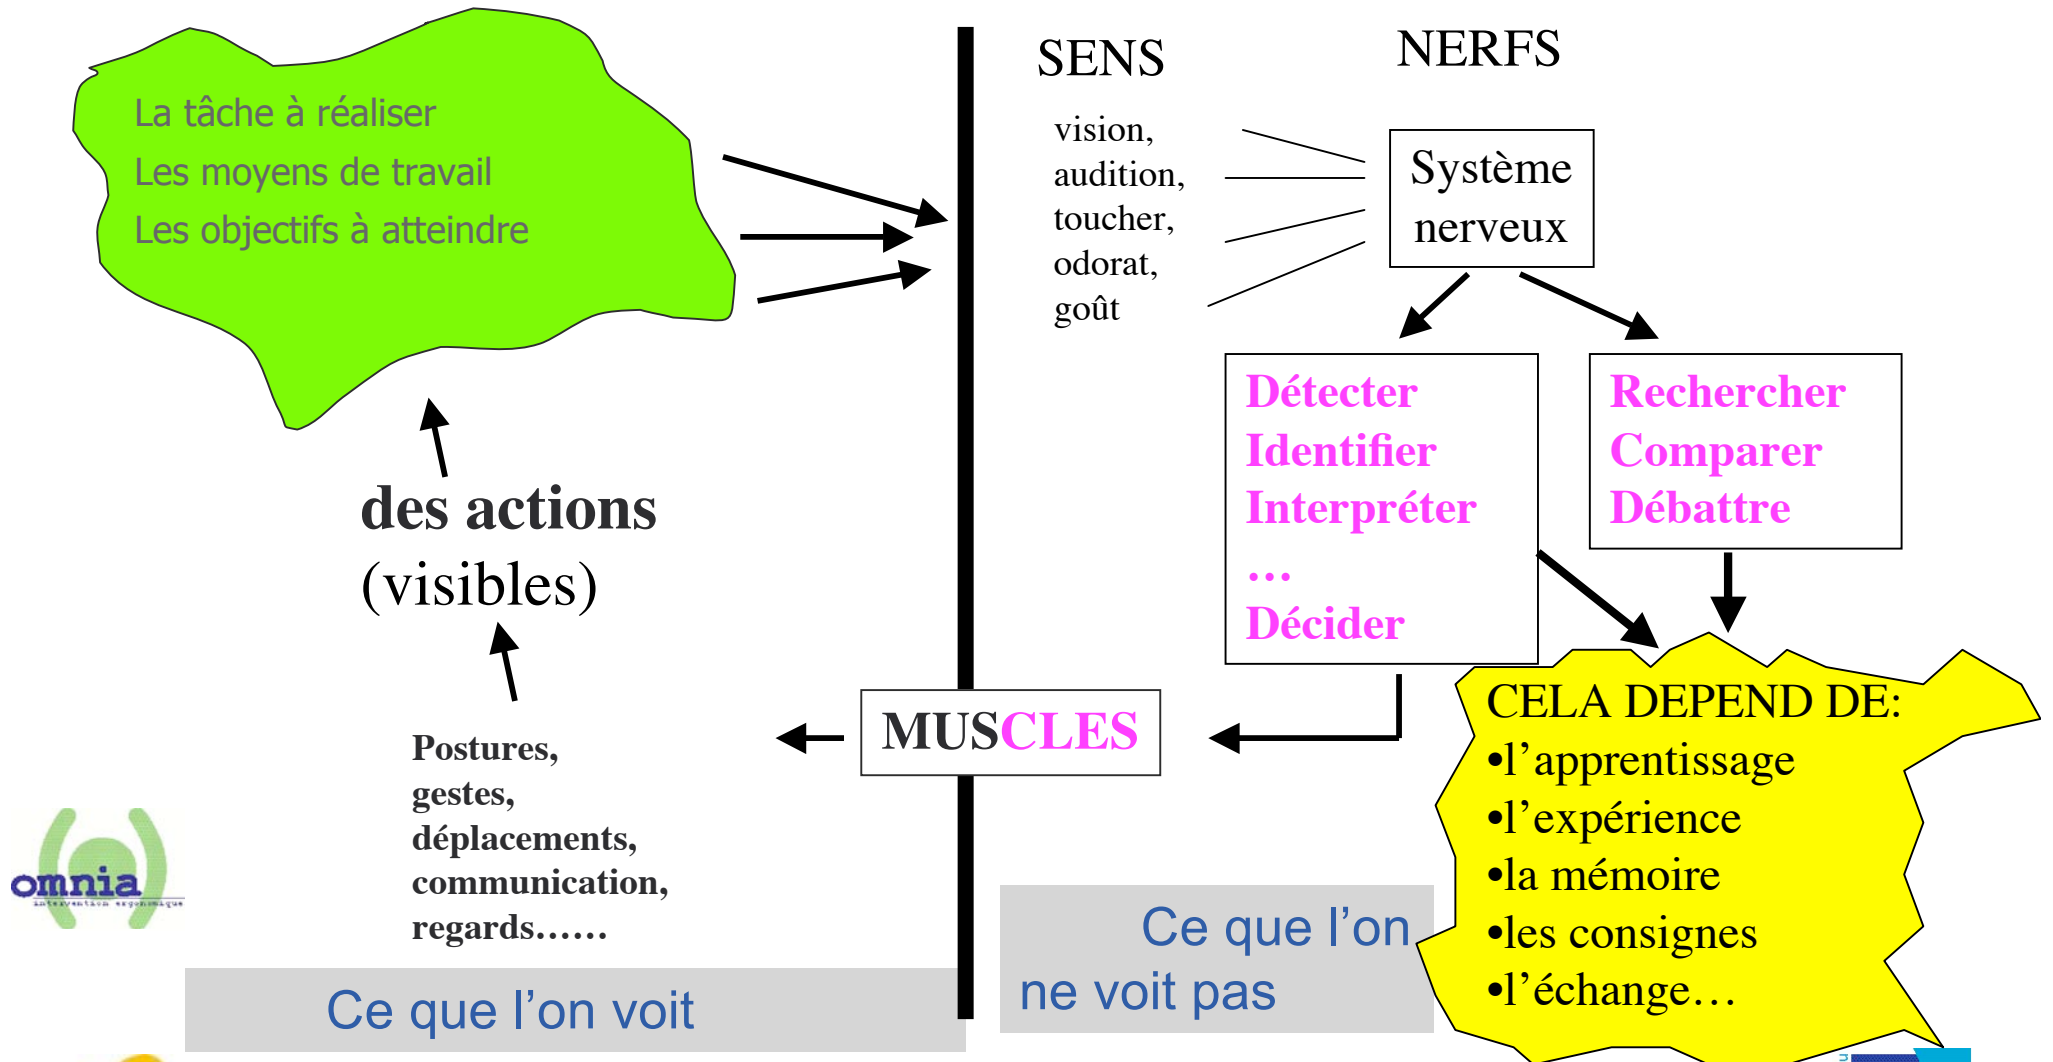 La tâche à réaliser
Les moyens de travail
Les objectifs à atteindre
SENS
NERFS
vision,
audition,
toucher,
odorat,
goût
Système
nerveux
Détecter
Identifier
Interpréter
…
Décider
Rechercher
Comparer
Débattre
des actions
(visibles)
MUSCLES
Postures,
gestes,
déplacements,
communication,
regards……
CELA DEPEND DE:
•l’apprentissage
•l’expérience
•la mémoire
•les consignes
•l’échange…
omnia
intervention ergonomique
Ce que l’on voit
Ce que l’on
ne voit pas